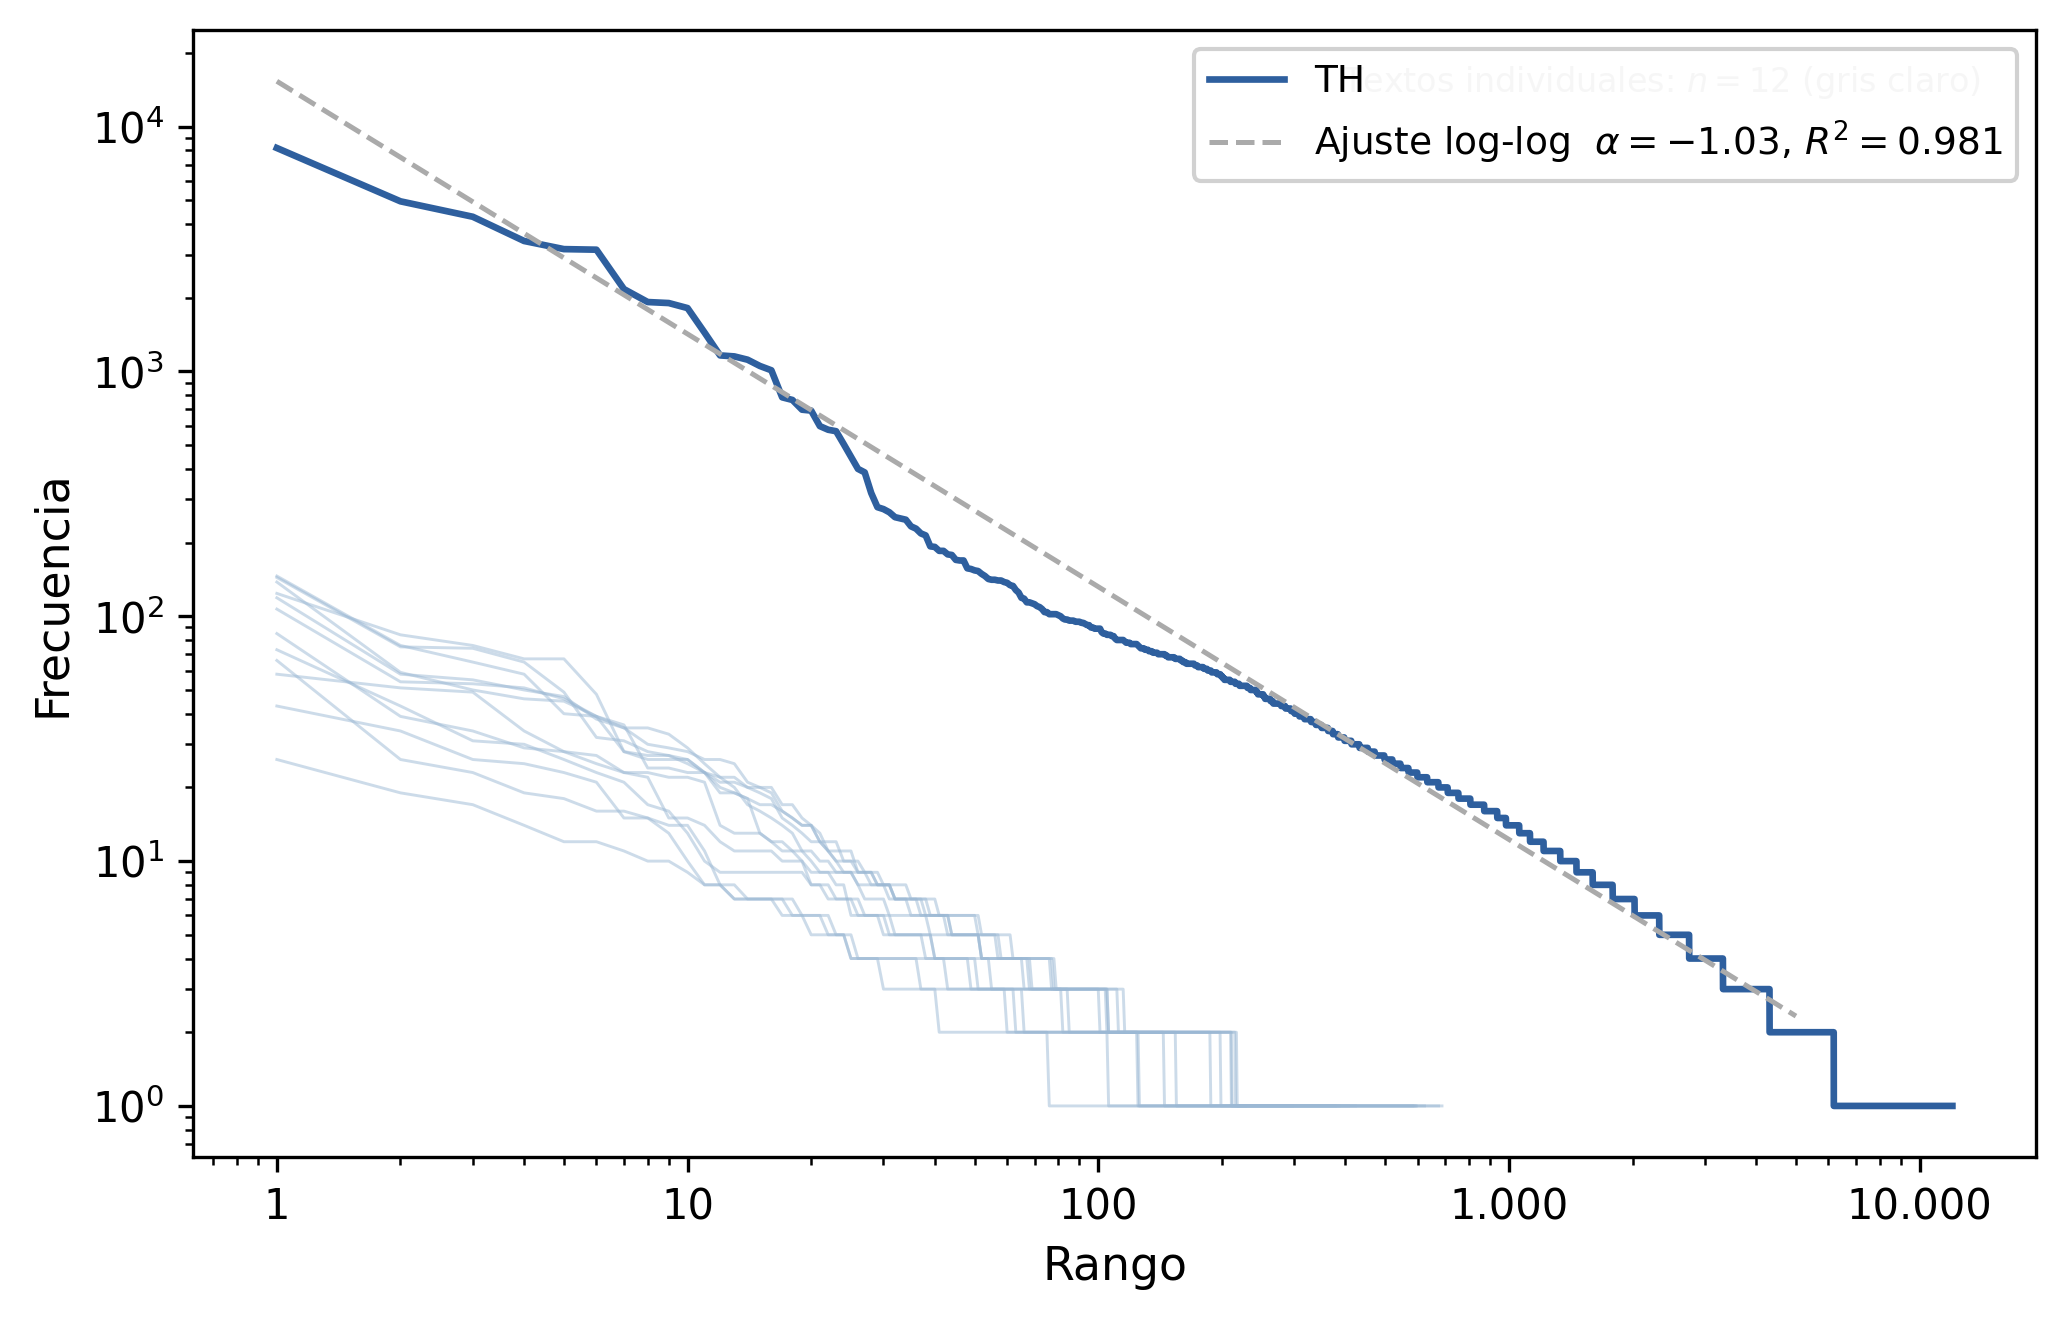 TH
Textos individuales: n = 12 (gris claro)
Ajuste log-log α = −1.03, R² = 0.981
Frecuencia
10⁴
10³
10²
10¹
10⁰
1 10 100 1.000 10.000
Rango